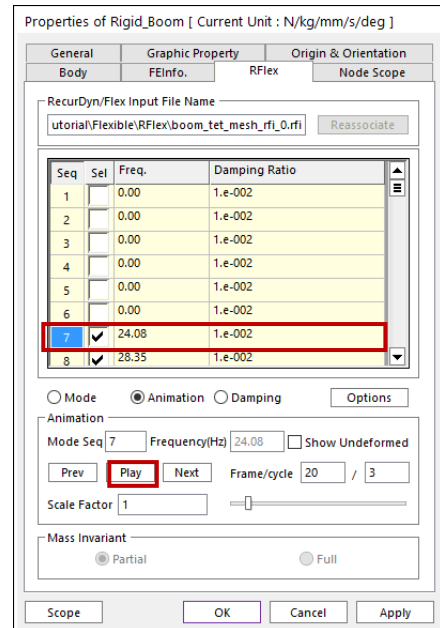 Properties of Rigid_Boom [ Current Unit : N/kg/mm/s/deg ]
General Graphic Property Origin & Orientation
Body FEInfo. RFlex Node Scope
RecurDyn/Flex Input File Name
utorial\Flexible\RFlex\boom_tet_mesh_rfi_0.rfi Reassociate
Seq Sel Freq. Damping Ratio
1 0.00 1.e-002
2 0.00 1.e-002
3 0.00 1.e-002
4 0.00 1.e-002
5 0.00 1.e-002
6 0.00 1.e-002
7 24.08 1.e-002
8 28.35 1.e-002
Mode Animation Damping Options
Animation
Mode Seq 7 Frequency(Hz) 24.08 Show Undeformed
Prev Play Next Frame/cycle 20 / 3
Scale Factor 1
Mass Invariant
Partial Full
Scope OK Cancel Apply